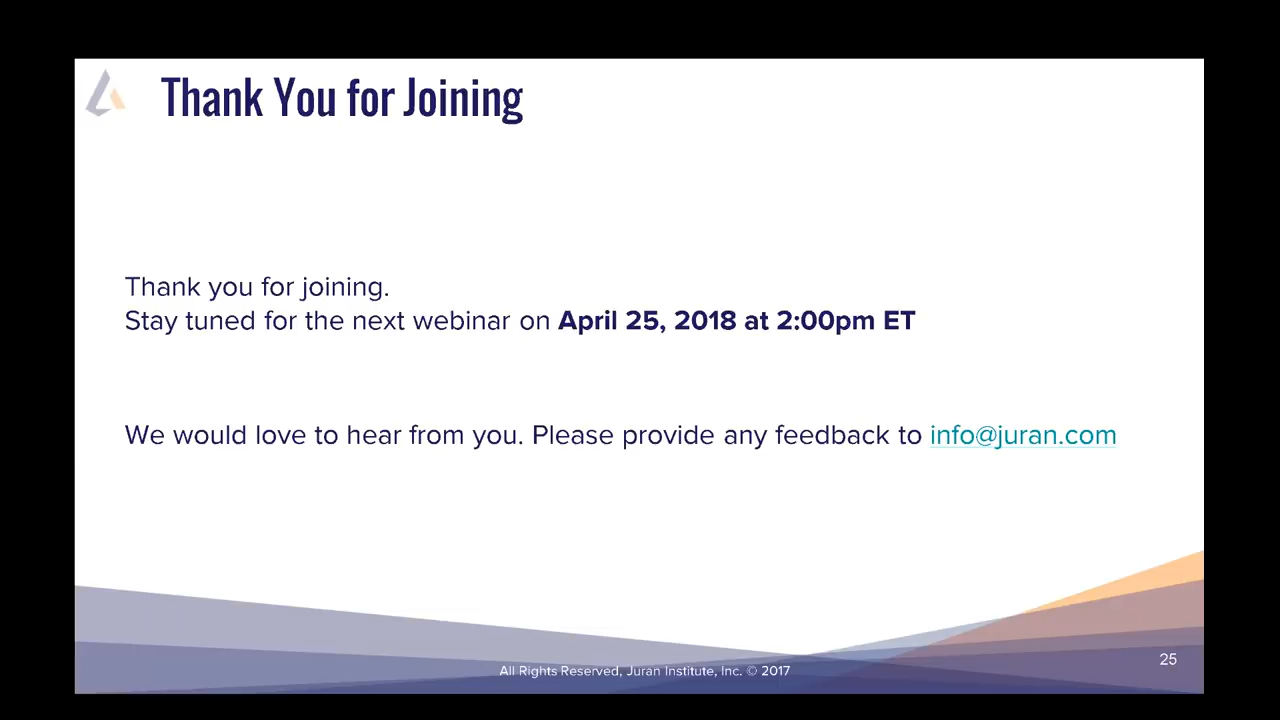 Thank You for Joining
Thank you for joining.
Stay tuned for the next webinar on April 25, 2018 at 2:00pm ET
We would love to hear from you. Please provide any feedback to info@juran.com
All Rights Reserved, Juran Institute, Inc. © 2017
25